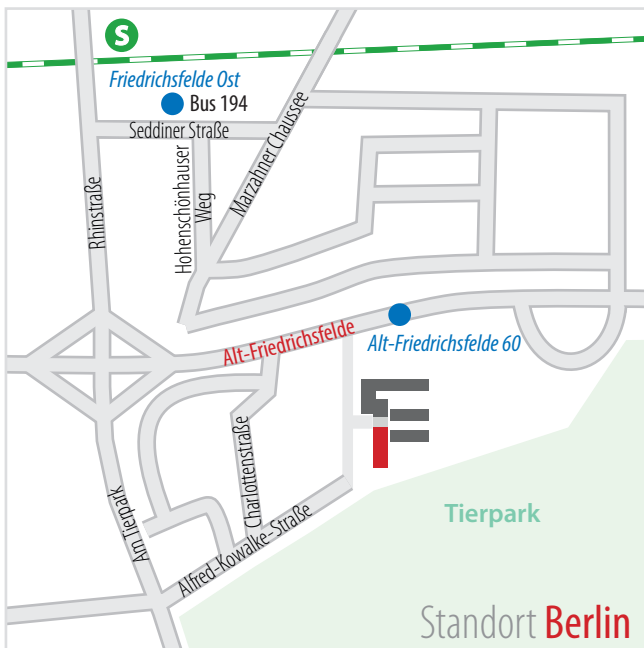 S
Friedrichsfelde Ost
Bus 194
Seddiner Straße
Marzahner Chaussee
Hohenschönhauser
Weg
Rhinstraße
Alt-Friedrichsfelde
Alt-Friedrichsfelde 60
Charlottenstraße
Am Tierpark
Alfred-Kowalke-Straße
Tierpark
Standort Berlin